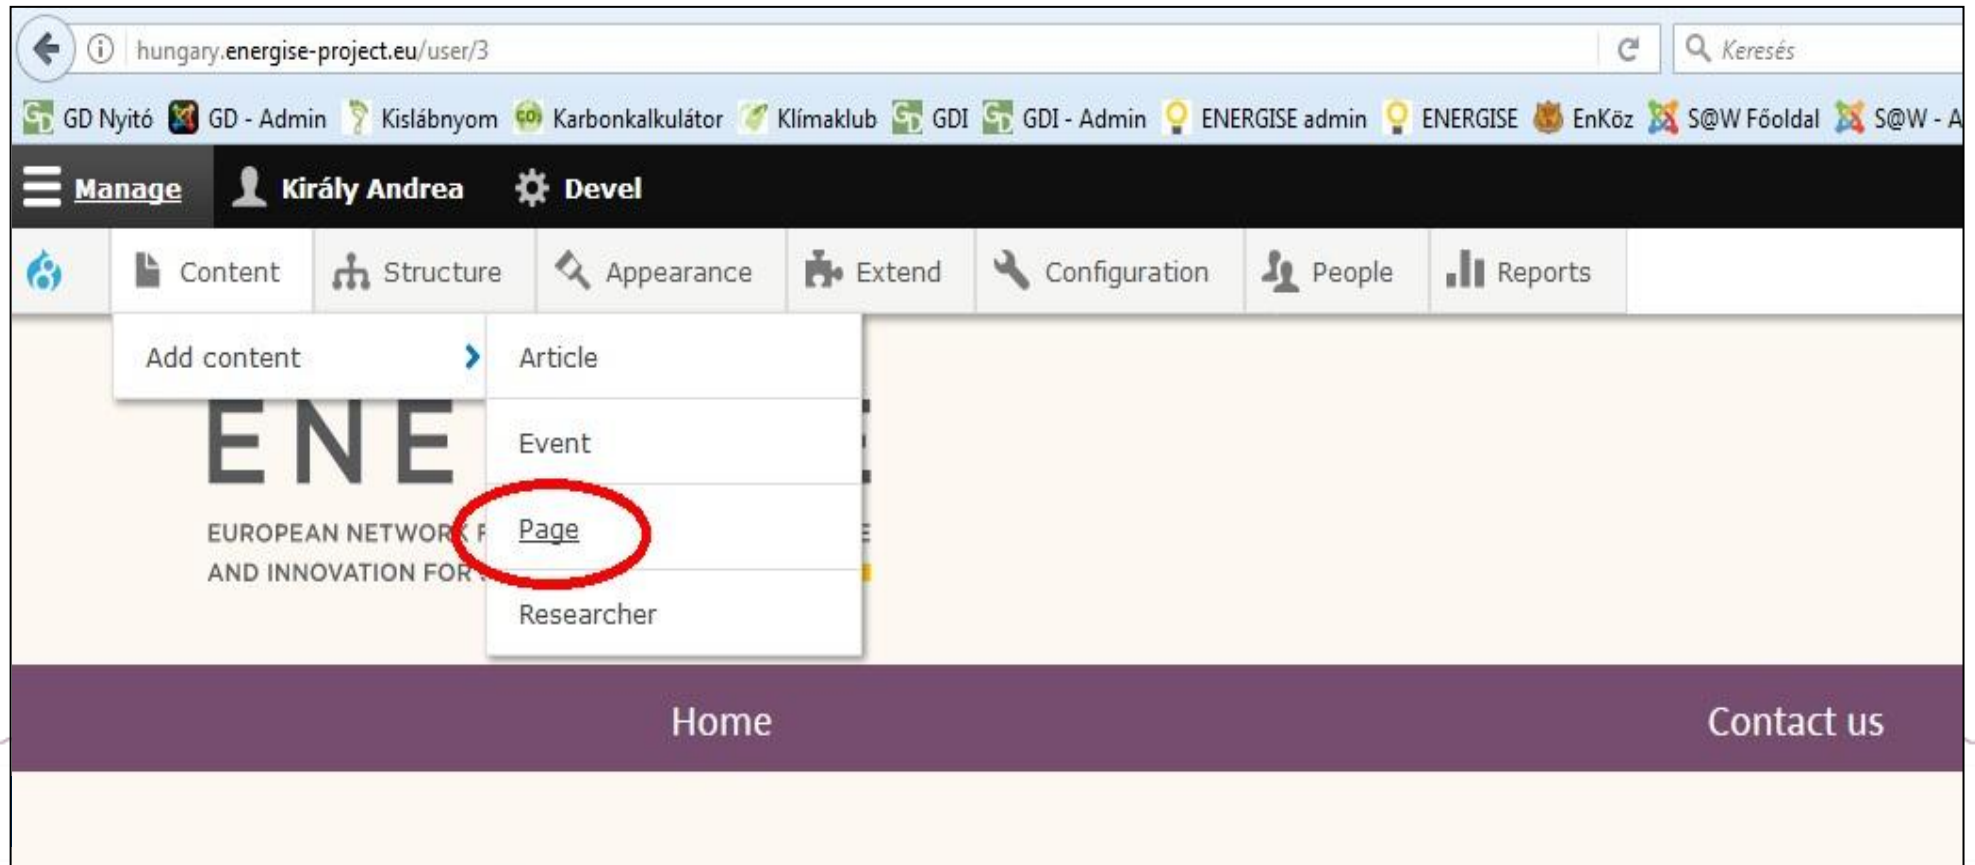 hungary.energise-project.eu/user/3 Keresés
GD Nyitó GD - Admin Kislábnyom Karbonkalkulátor Klímaklub GDI GDI - Admin ENERGISE admin ENERGISE EnKöz S@W Főoldal S@W - A
Manage Király Andrea Devel
Content Structure Appearance Extend Configuration People Reports
Add content Article
ENE E
Event
EUROPEAN NETWORK F Page E
AND INNOVATION FOR
Researcher
Home Contact us